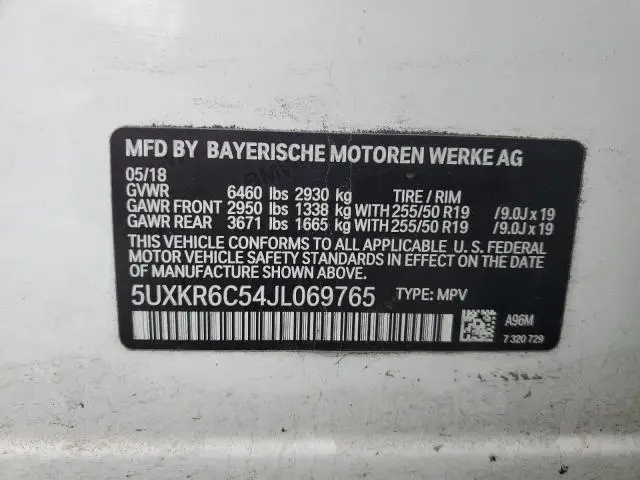 MFD BY BAYERISCHE MOTOREN WERKE AG
05/18
GVWR 6460 lbs 2930 kg TIRE / RIM
GAWR FRONT 2950 lbs 1338 kg WITH 255/50 R19 /9.0J x 19
GAWR REAR 3671 lbs 1665 kg WITH 255/50 R19 /9.0J x 19
THIS VEHICLE CONFORMS TO ALL APPLICABLE U. S. FEDERAL
MOTOR VEHICLE SAFETY STANDARDS IN EFFECT ON THE DATE OF
MANUFACTURE SHOWN ABOVE.
5UXKR6C54JL069765 TYPE: MPV
A96M
7 320 729